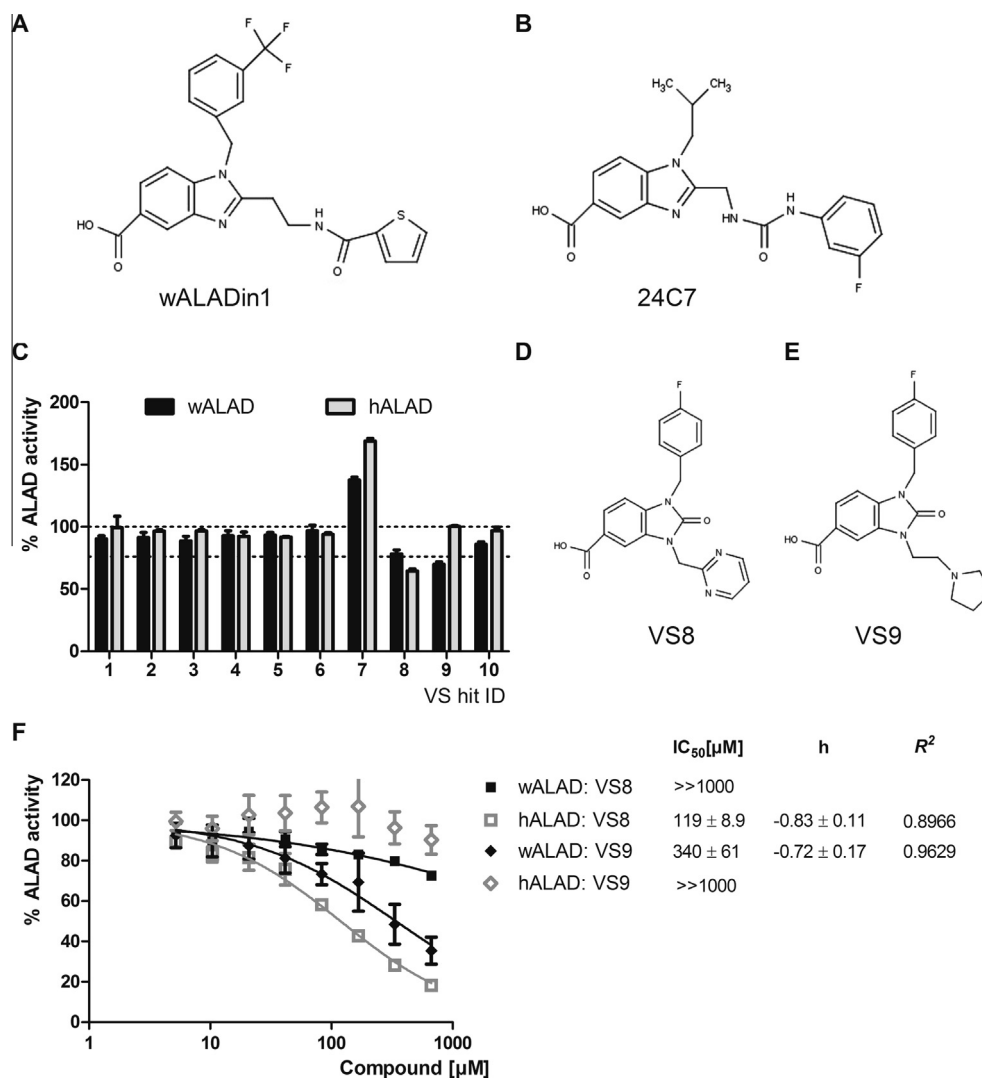 A
F
F
F
N
N
HO
O
H
N
O
S
wALADin1
B
H₃C
CH₃
N
N
HO
O
NH
O
H
N
F
24C7
C
200
150
100
50
0
% ALAD activity
wALAD
hALAD
1 2 3 4 5 6 7 8 9 10
VS hit ID
D
F
N
O
N
HO
O
N
N
VS8
E
F
N
O
N
HO
O
N
VS9
F
120
100
80
60
40
20
0
% ALAD activity
1 10 100 1000
Compound [µM]
IC₅₀[µM] h R²
wALAD: VS8 >>1000
hALAD: VS8 119 ± 8.9 -0.83 ± 0.11 0.8966
wALAD: VS9 340 ± 61 -0.72 ± 0.17 0.9629
hALAD: VS9 >>1000